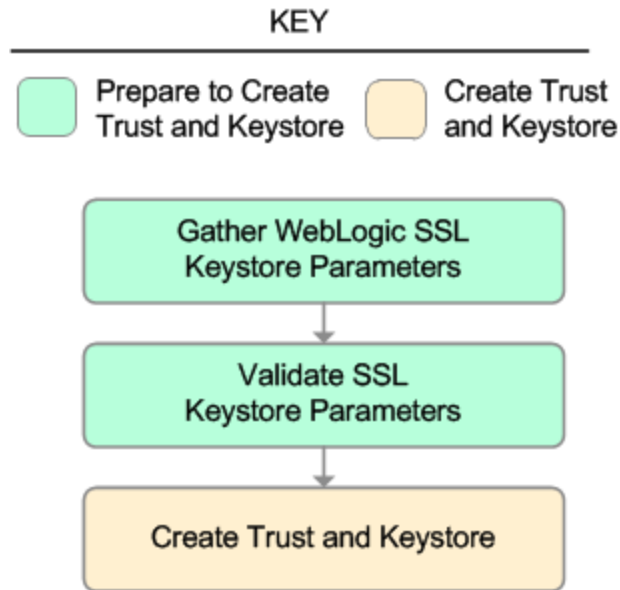 KEY
Prepare to Create
Trust and Keystore
Create Trust
and Keystore
Gather WebLogic SSL
Keystore Parameters
Validate SSL
Keystore Parameters
Create Trust and Keystore